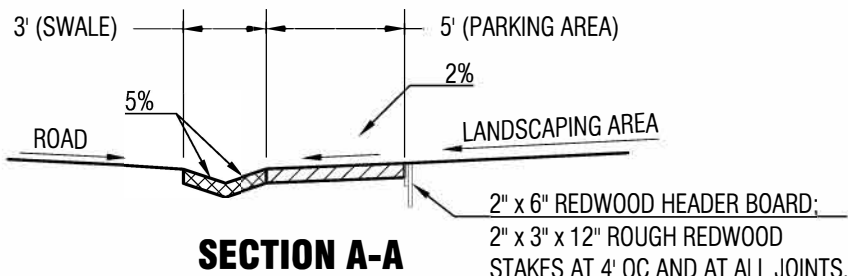 3' (SWALE)
5' (PARKING AREA)
2%
5%
ROAD
LANDSCAPING AREA
2" x 6" REDWOOD HEADER BOARD;
2" x 3" x 12" ROUGH REDWOOD
STAKES AT 4' OC AND AT ALL JOINTS.
SECTION A-A